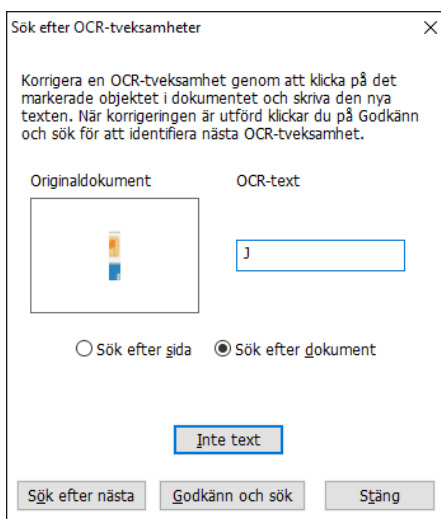 Sök efter OCR-tveksamheter
Korrigera en OCR-tveksamhet genom att klicka på det
markerade objektet i dokumentet och skriva den nya
texten. När korrigeringen är utförd klickar du på Godkänn
och sök för att identifiera nästa OCR-tveksamhet.
Originaldokument OCR-text
J
Sök efter sida Sök efter dokument
Inte text
Sök efter nästa Godkänn och sök Stäng